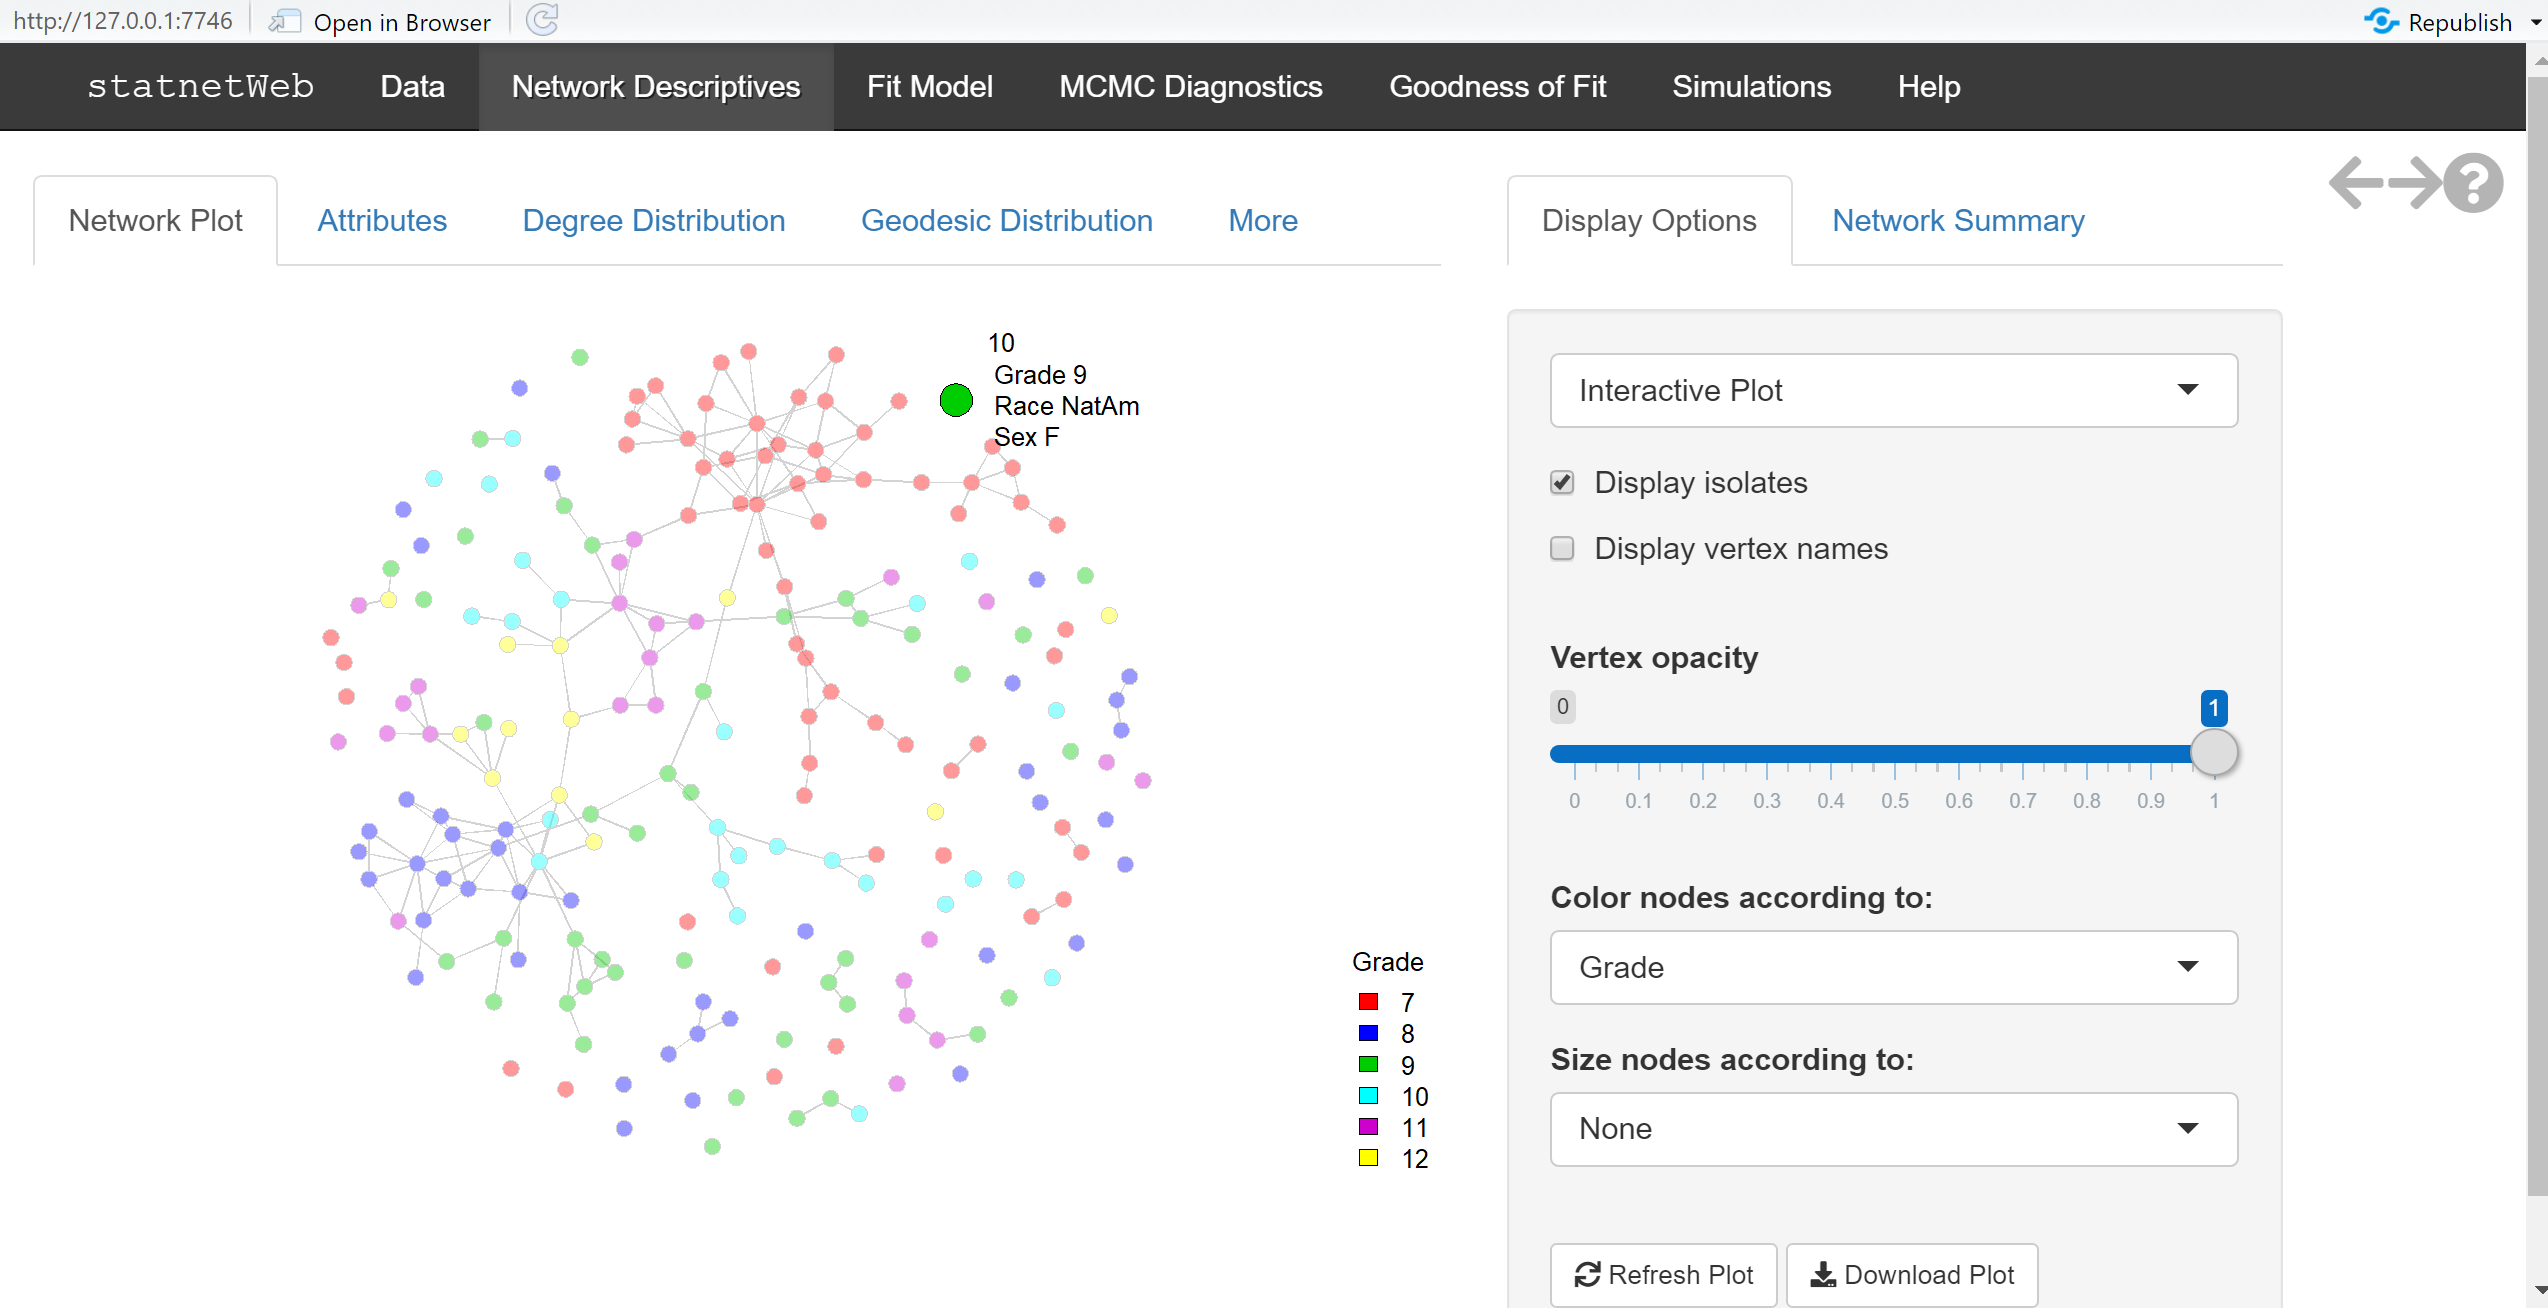 http://127.0.0.1:7746 Open in Browser Republish
statnetWeb Data Network Descriptives Fit Model MCMC Diagnostics Goodness of Fit Simulations Help
Network Plot Attributes Degree Distribution Geodesic Distribution More
Display Options Network Summary
10
Grade 9
Race NatAm
Sex F
Grade
7
8
9
10
11
12
Interactive Plot
Display isolates
Display vertex names
Vertex opacity
0 1
0 0.1 0.2 0.3 0.4 0.5 0.6 0.7 0.8 0.9 1
Color nodes according to:
Grade
Size nodes according to:
None
Refresh Plot Download Plot